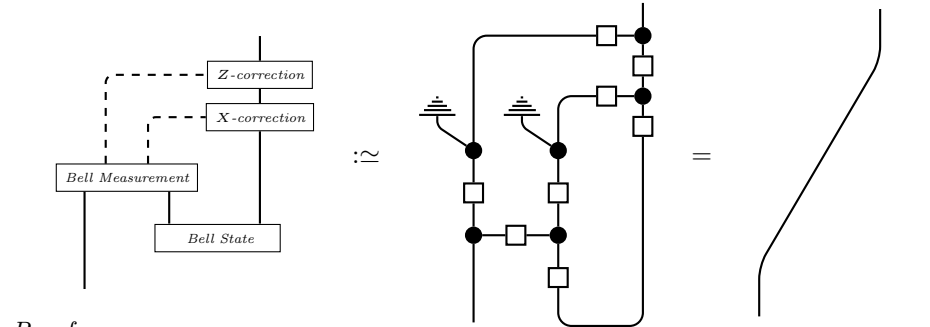 Z-correction
X-correction
Bell Measurement
Bell State
:≃
=